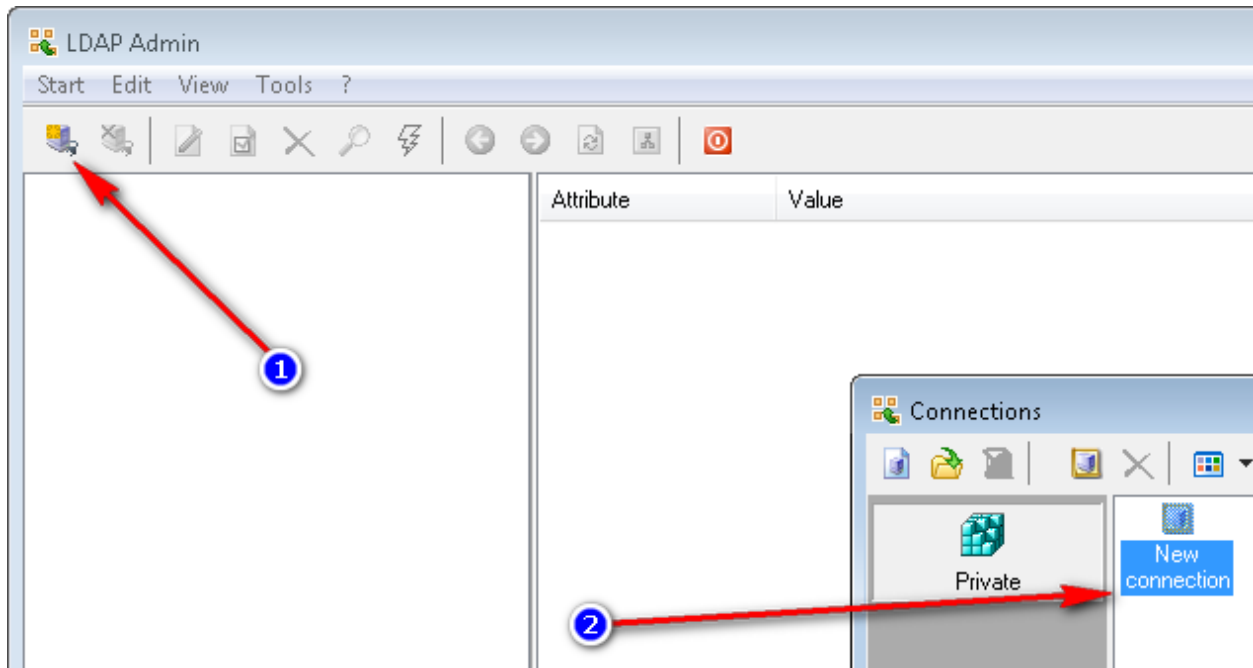 LDAP Admin
Start Edit View Tools ?
Attribute Value
1
Connections
Private
New
connection
2